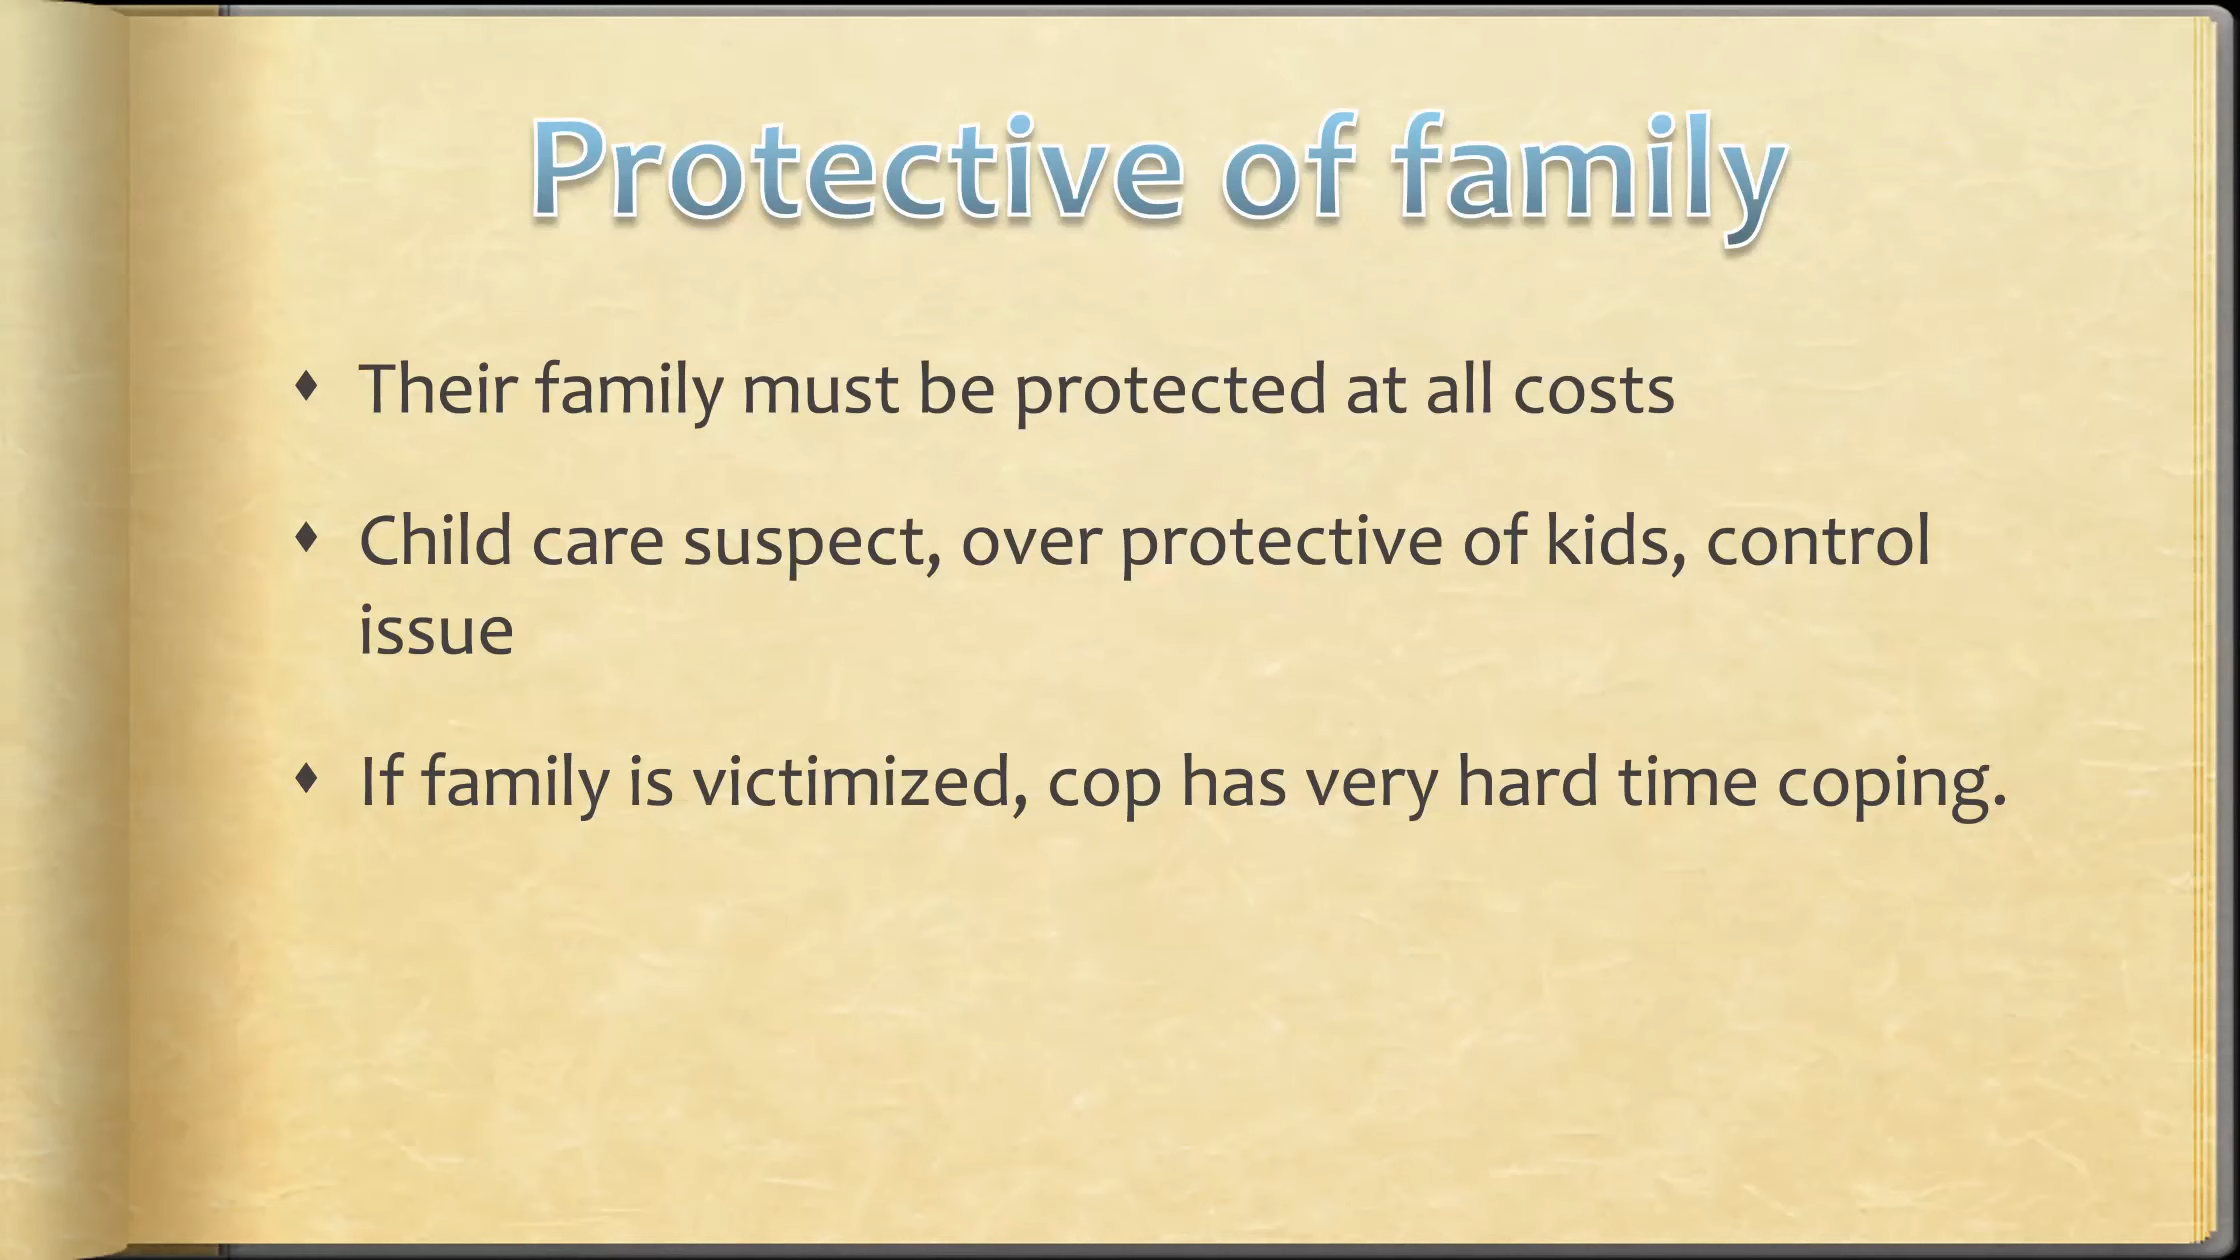 Protective of family
♦ Their family must be protected at all costs
♦ Child care suspect, over protective of kids, control
issue
♦ If family is victimized, cop has very hard time coping.